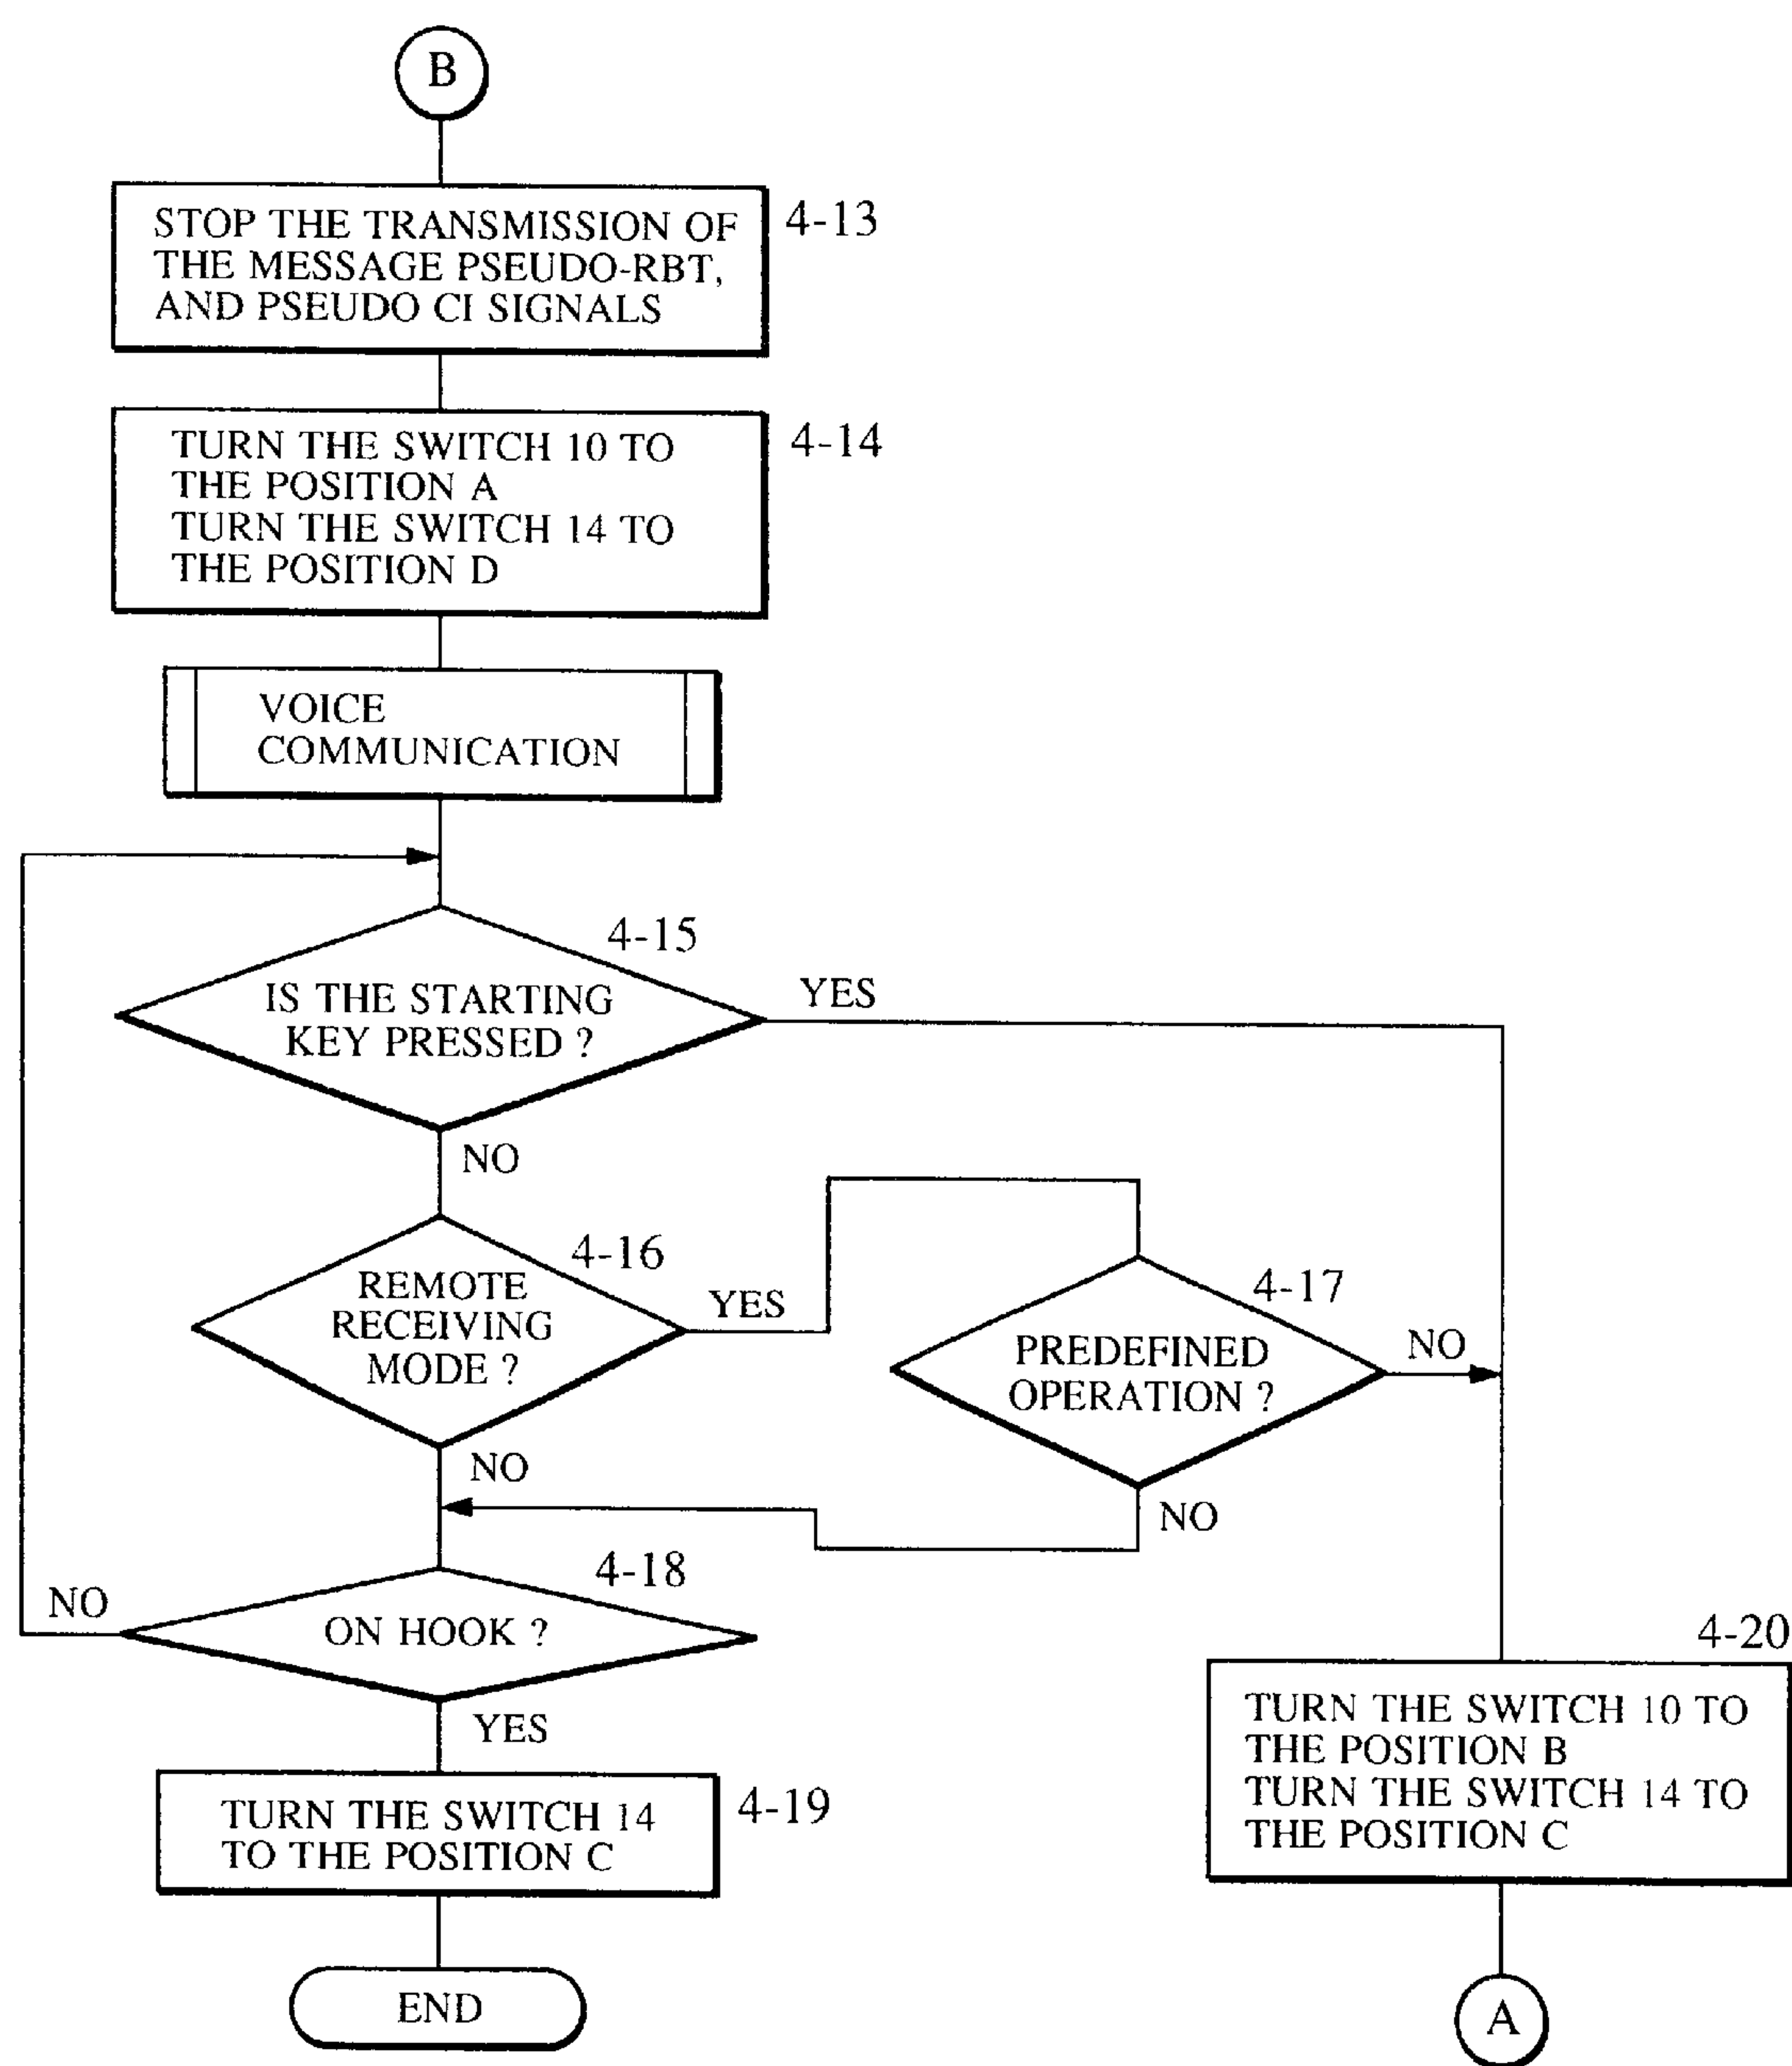 B
STOP THE TRANSMISSION OF
THE MESSAGE PSEUDO-RBT,
AND PSEUDO CI SIGNALS
4-13
TURN THE SWITCH 10 TO
THE POSITION A
TURN THE SWITCH 14 TO
THE POSITION D
4-14
VOICE
COMMUNICATION
4-15
IS THE STARTING
KEY PRESSED ?
YES
NO
4-16
REMOTE
RECEIVING
MODE ?
YES
NO
4-17
PREDEFINED
OPERATION ?
NO
NO
4-18
ON HOOK ?
NO
YES
TURN THE SWITCH 14
TO THE POSITION C
4-19
END
4-20
TURN THE SWITCH 10 TO
THE POSITION B
TURN THE SWITCH 14 TO
THE POSITION C
A